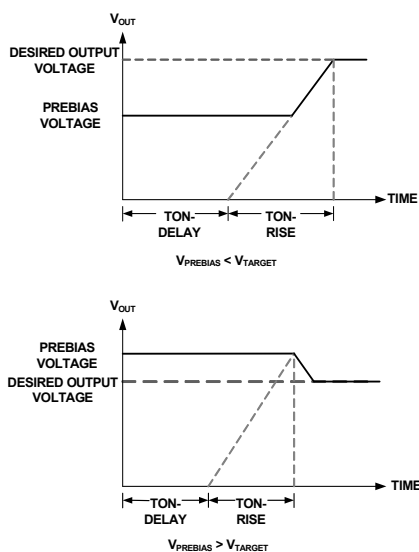 VOUT
DESIRED OUTPUT
VOLTAGE
PREBIAS
VOLTAGE
TIME
TON-
DELAY
TON-
RISE
VPREBIAS < VTARGET
VOUT
PREBIAS
VOLTAGE
DESIRED OUTPUT
VOLTAGE
TIME
TON-
DELAY
TON-
RISE
VPREBIAS > VTARGET